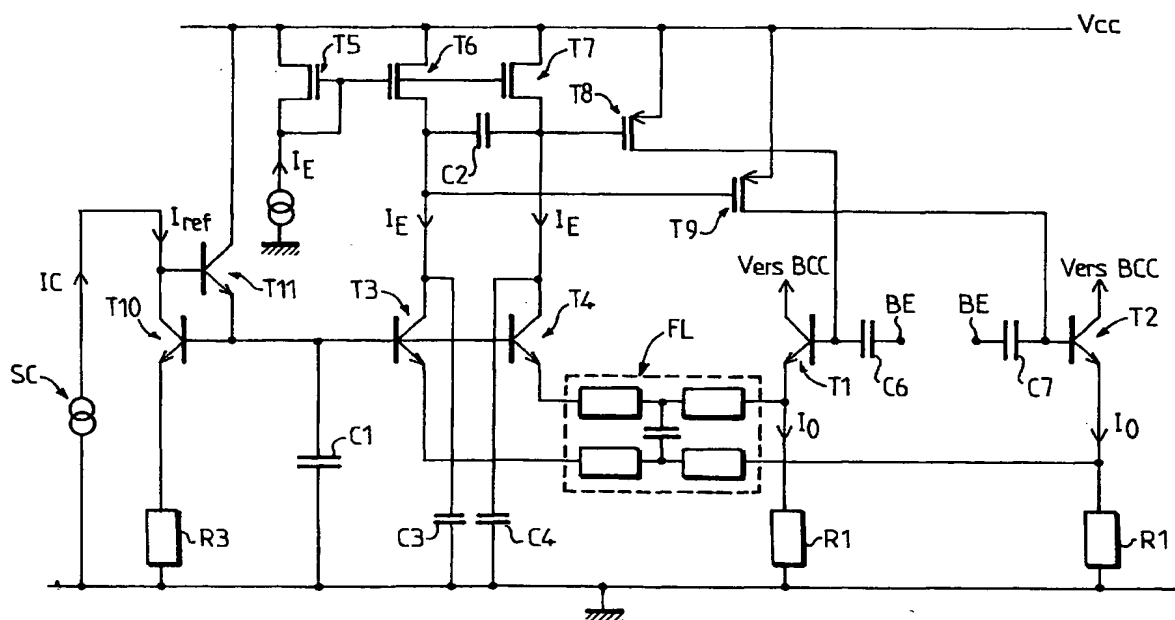 Vcc
T5
T6
T7
T8
C2
I_E
T9
I_ref
I_E
I_E
IC
T11
Vers BCC
Vers BCC
T10
T3
T4
BE
BE
T2
FL
SC
T1
C6
C7
C1
I_0
I_0
R3
C3
C4
R1
R1